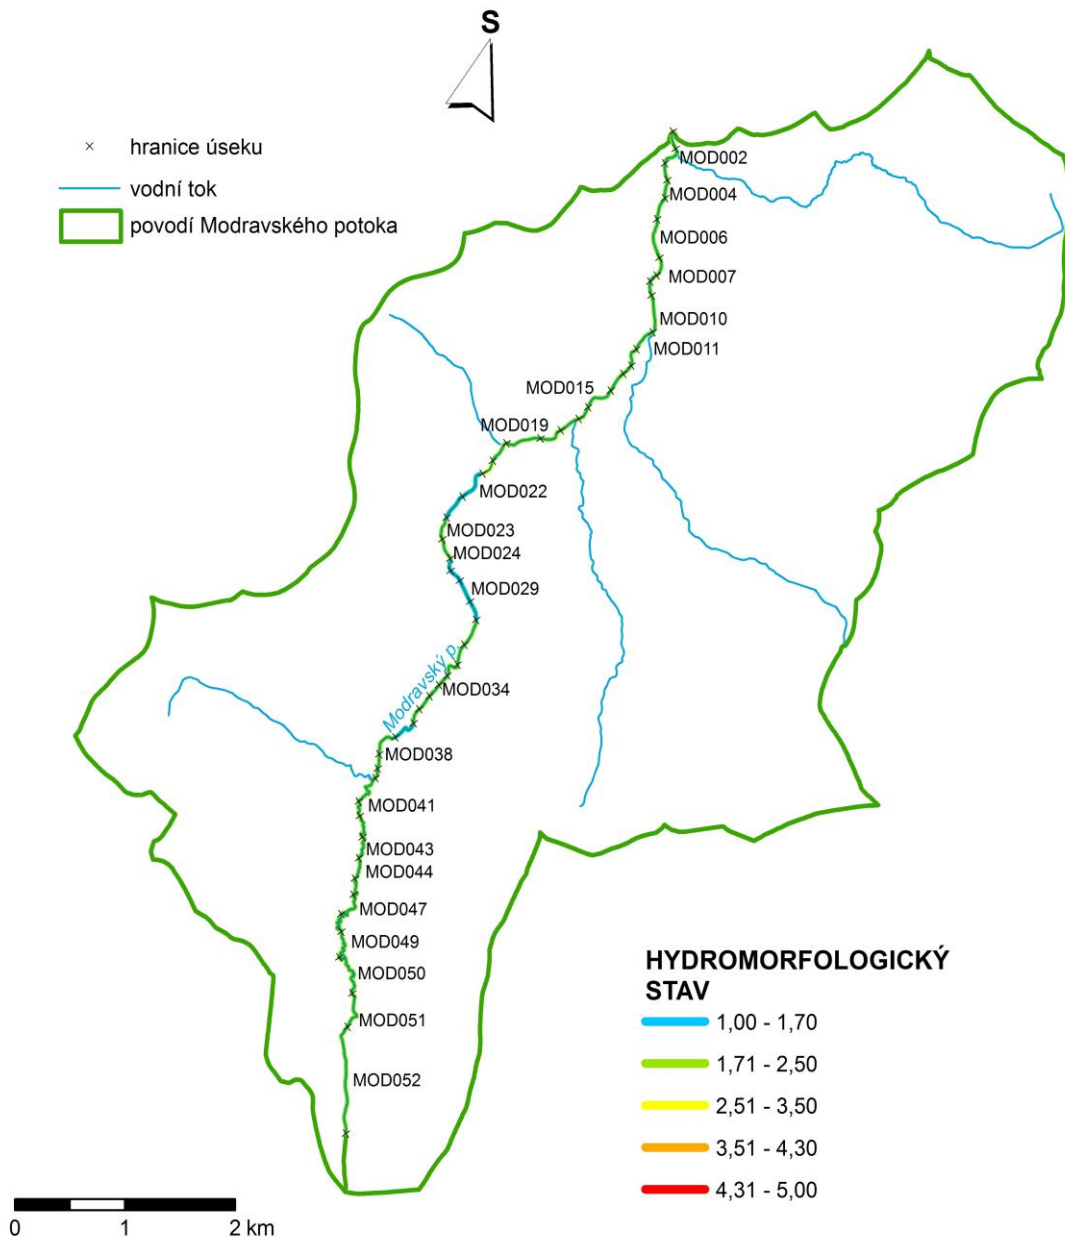 S
hranice úseku
vodní tok
povodí Modravského potoka
MOD002
MOD004
MOD006
MOD007
MOD010
MOD011
MOD015
MOD019
MOD022
MOD023
MOD024
MOD029
Modravský p.
MOD034
MOD038
MOD041
MOD043
MOD044
MOD047
MOD049
MOD050
MOD051
MOD052
HYDROMORFOLOGICKÝ
STAV
1,00 - 1,70
1,71 - 2,50
2,51 - 3,50
3,51 - 4,30
4,31 - 5,00
0 1 2 km